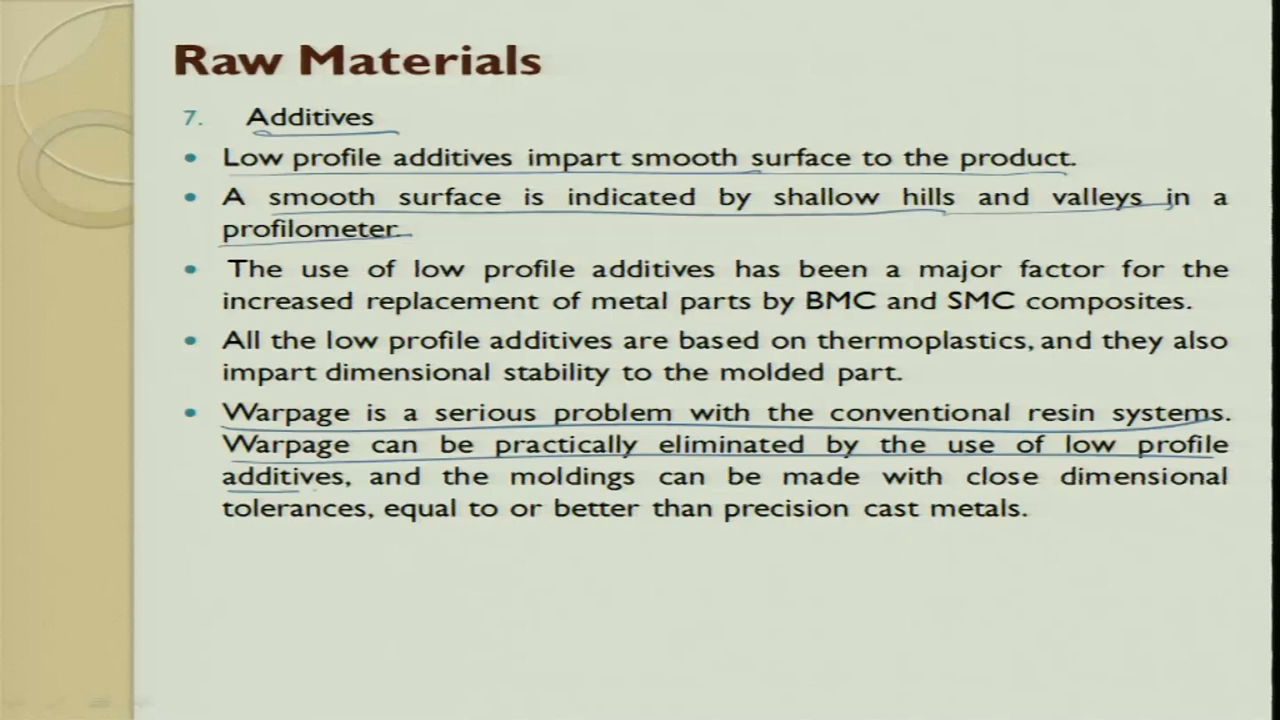 Raw Materials
7. Additives
• Low profile additives impart smooth surface to the product.
• A smooth surface is indicated by shallow hills and valleys in a
profilometer.
• The use of low profile additives has been a major factor for the
increased replacement of metal parts by BMC and SMC composites.
• All the low profile additives are based on thermoplastics, and they also
impart dimensional stability to the molded part.
• Warpage is a serious problem with the conventional resin systems.
Warpage can be practically eliminated by the use of low profile
additives, and the moldings can be made with close dimensional
tolerances, equal to or better than precision cast metals.